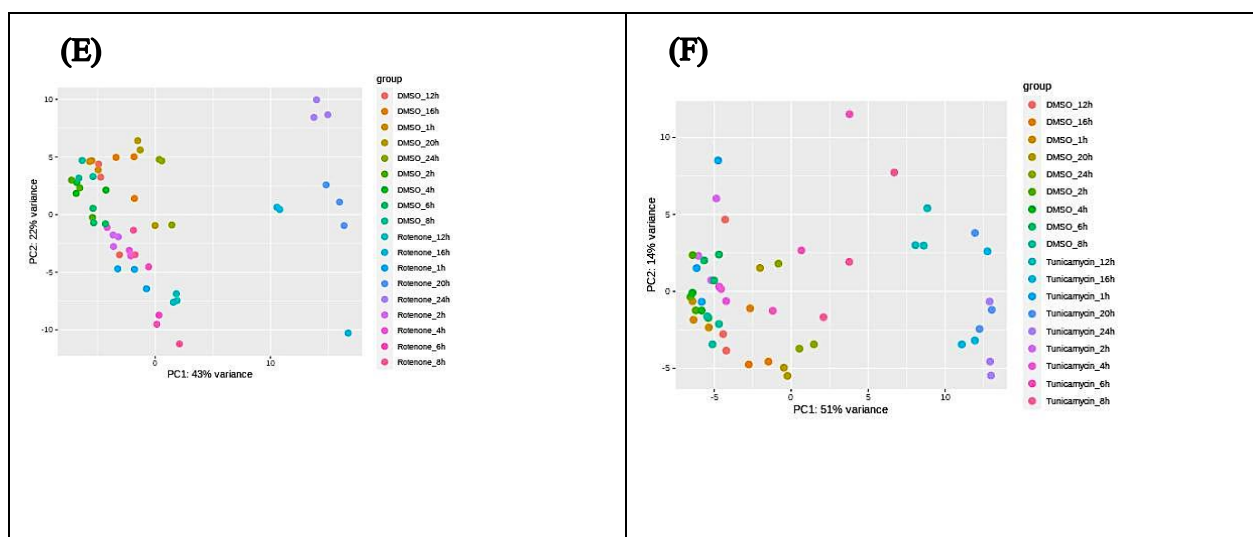 (E)
group
DMSO_12h
DMSO_16h
DMSO_1h
DMSO_20h
DMSO_24h
DMSO_2h
DMSO_4h
DMSO_6h
DMSO_8h
Rotenone_12h
Rotenone_16h
Rotenone_1h
Rotenone_20h
Rotenone_24h
Rotenone_2h
Rotenone_4h
Rotenone_6h
Rotenone_8h
10
5
0
-5
-10
PC2: 22% variance
0
10
PC1: 43% variance
(F)
group
DMSO_12h
DMSO_16h
DMSO_1h
DMSO_20h
DMSO_24h
DMSO_2h
DMSO_4h
DMSO_6h
DMSO_8h
Tunicamycin_12h
Tunicamycin_16h
Tunicamycin_1h
Tunicamycin_20h
Tunicamycin_24h
Tunicamycin_2h
Tunicamycin_4h
Tunicamycin_6h
Tunicamycin_8h
10
5
0
-5
PC2: 14% variance
-5
0
5
10
PC1: 51% variance